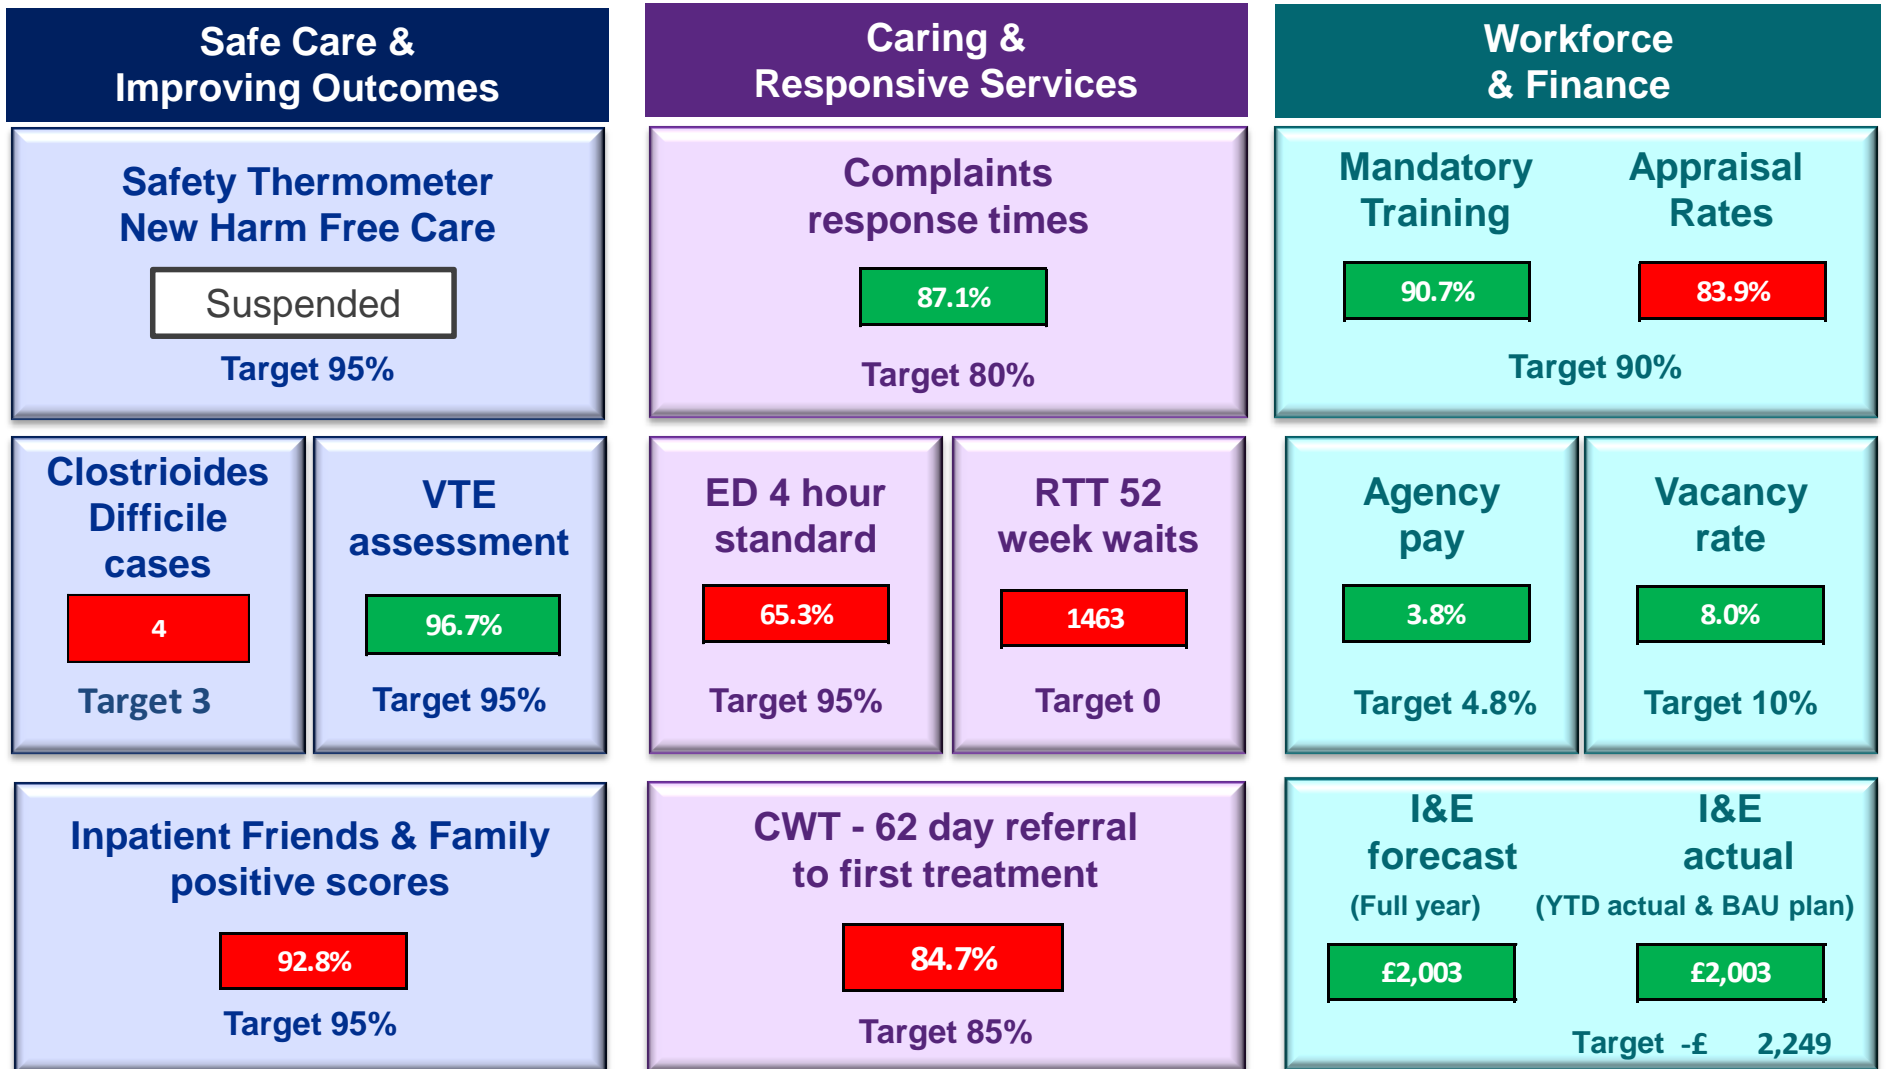 Safe Care &
Improving Outcomes
Safety Thermometer
New Harm Free Care
Suspended
Target 95%
Clostrioides
Difficile
cases
4
Target 3
VTE
assessment
96.7%
Target 95%
Inpatient Friends & Family
positive scores
92.8%
Target 95%
Caring &
Responsive Services
Complaints
response times
87.1%
Target 80%
ED 4 hour
standard
65.3%
Target 95%
RTT 52
week waits
1463
Target 0
CWT - 62 day referral
to first treatment
84.7%
Target 85%
Workforce
& Finance
Mandatory
Training
90.7%
Appraisal
Rates
83.9%
Target 90%
Agency
pay
3.8%
Target 4.8%
Vacancy
rate
8.0%
Target 10%
I&E
forecast
(Full year)
£2,003
I&E
actual
(YTD actual & BAU plan)
£2,003
Target -£ 2,249